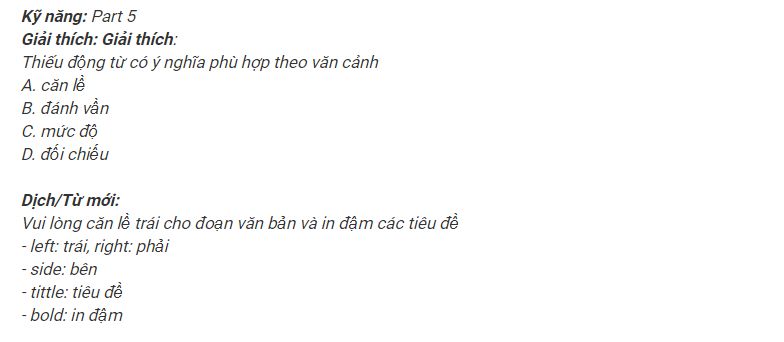 Kỹ năng: Part 5
Giải thích: Giải thích:
Thiếu động từ có ý nghĩa phù hợp theo văn cảnh
A. căn lề
B. đánh vần
C. mức độ
D. đối chiếu
Dịch/Từ mới:
Vui lòng căn lề trái cho đoạn văn bản và in đậm các tiêu đề
- left: trái, right: phải
- side: bên
- tittle: tiêu đề
- bold: in đậm